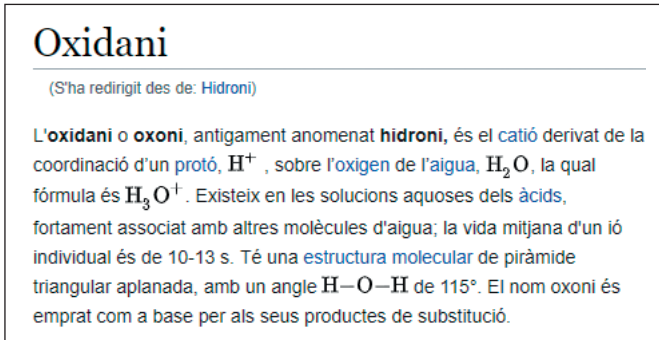 Oxidani
(S'ha redirigit des de: Hidroni)
L'oxidani o oxoni, antigament anomenat hidroni, és el catió derivat de la
coordinació d'un protó, H⁺ , sobre l'oxigen de l'aigua, H₂O, la qual
fórmula és H₃O⁺. Existeix en les solucions aquoses dels àcids,
fortament associat amb altres molècules d'aigua; la vida mitjana d'un ió
individual és de 10-13 s. Té una estructura molecular de piràmide
triangular aplanada, amb un angle H−O−H de 115°. El nom oxoni és
emprat com a base per als seus productes de substitució.